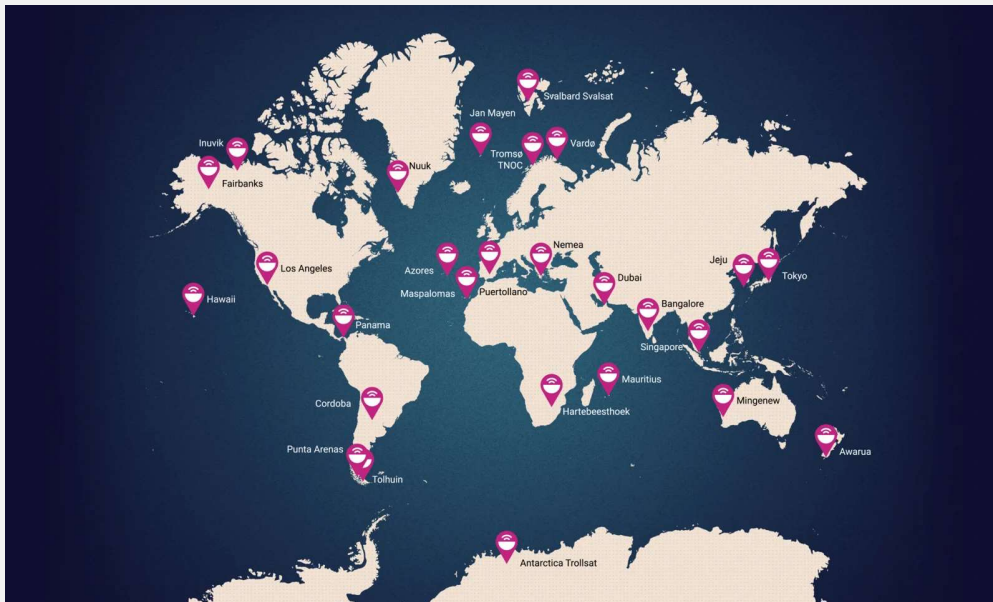 Svalbard Svalsat
Jan Mayen
Inuvik
Tromsø
TNOC
Vardø
Nuuk
Fairbanks
Nemea
Los Angeles
Azores
Jeju
Dubai
Tokyo
Maspalomas
Puertollano
Hawaii
Bangalore
Panama
Singapore
Mauritius
Cordoba
Mingenew
Hartebeesthoek
Punta Arenas
Awarua
Tolhuin
Antarctica Trollsat